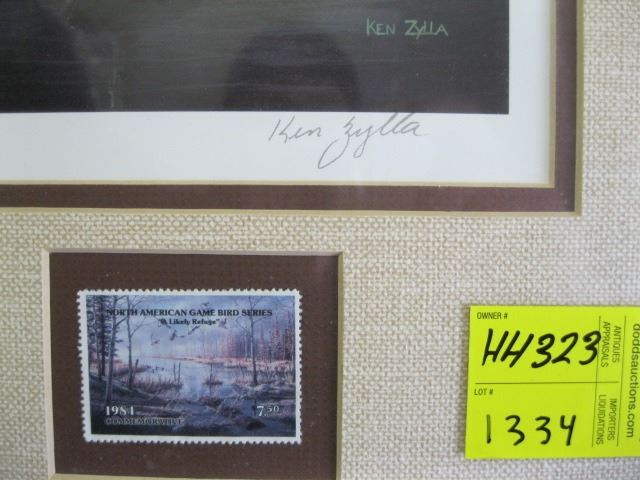 KEN ZYLLA
Ken Zylla
NORTH AMERICAN GAME BIRD SERIES
"A Likely Refuge"
1984
COMMEMORATIVE
7.50
OWNER #
HH323
LOT #
1334
ANTIQUES
APPRAISALS
IMPORTERS
LIQUIDATIONS
doddsauctions.com